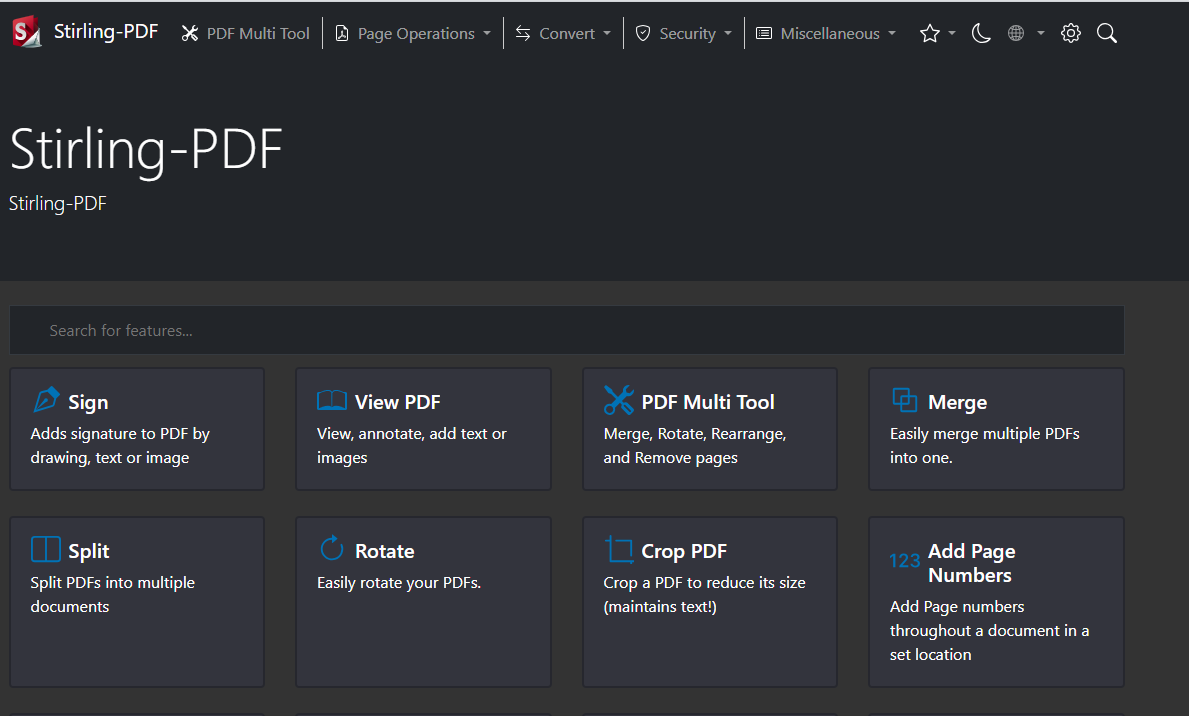 Stirling-PDF PDF Multi Tool Page Operations Convert Security Miscellaneous
Stirling-PDF
Stirling-PDF
Search for features...
Sign
Adds signature to PDF by
drawing, text or image
View PDF
View, annotate, add text or
images
PDF Multi Tool
Merge, Rotate, Rearrange,
and Remove pages
Merge
Easily merge multiple PDFs
into one.
Split
Split PDFs into multiple
documents
Rotate
Easily rotate your PDFs.
Crop PDF
Crop a PDF to reduce its size
(maintains text!)
123 Add Page
Numbers
Add Page numbers
throughout a document in a
set location